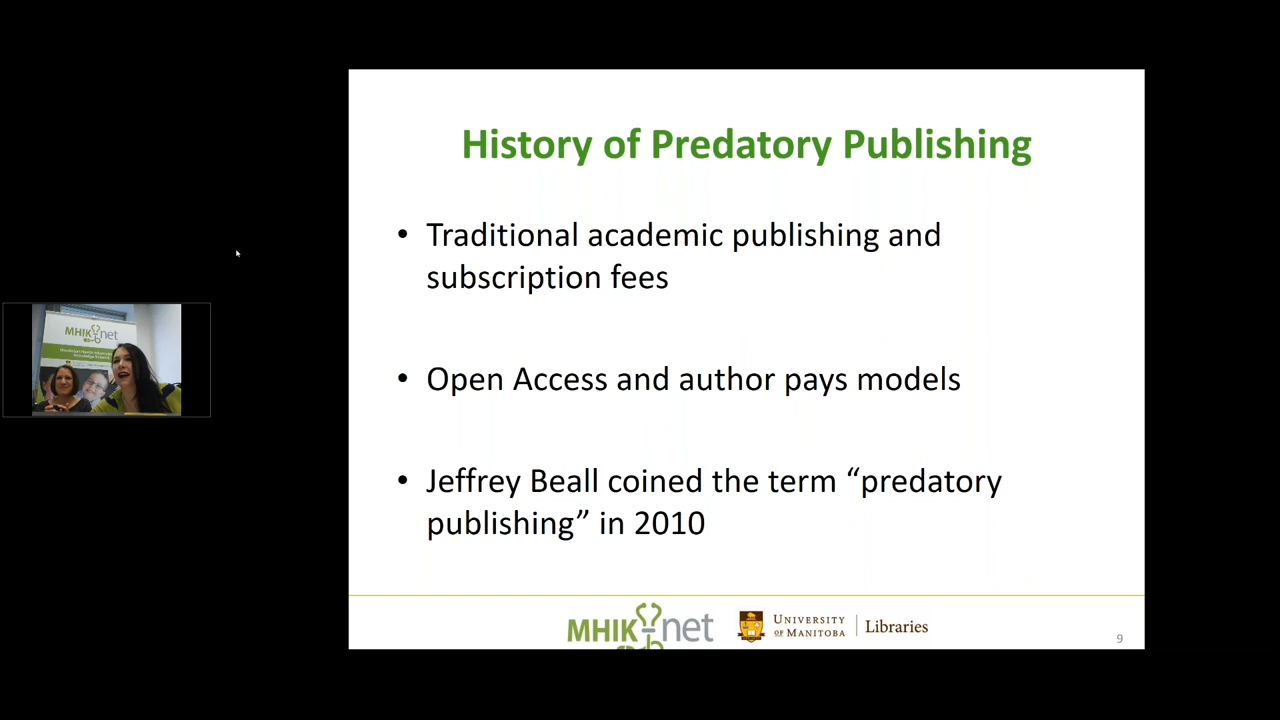 History of Predatory Publishing
• Traditional academic publishing and
subscription fees
• Open Access and author pays models
• Jeffrey Beall coined the term “predatory
publishing” in 2010
MHIKnet
UNIVERSITY
OF MANITOBA
Libraries
9
MHIKnet